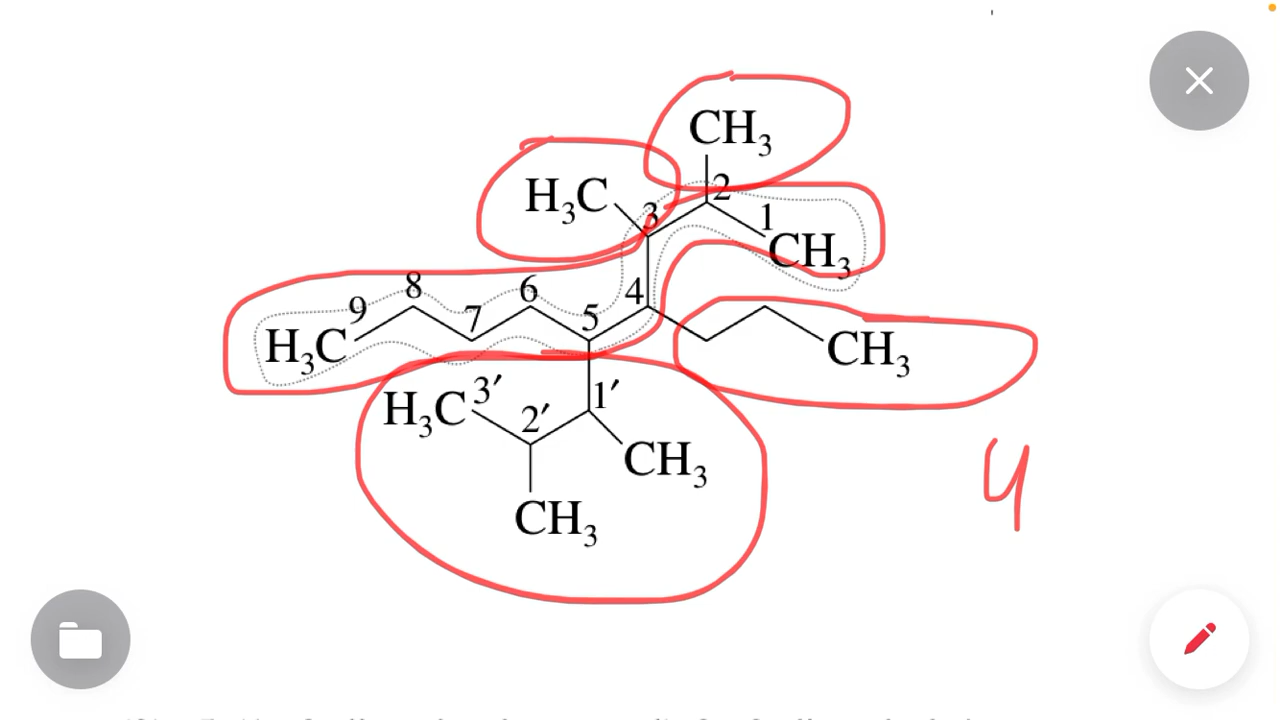 CH₃
H₃C 2
3 1
CH₃
8 6 4
9 7 5
H₃C CH₃
3′ 1′
H₃C 2′
CH₃
4
CH₃